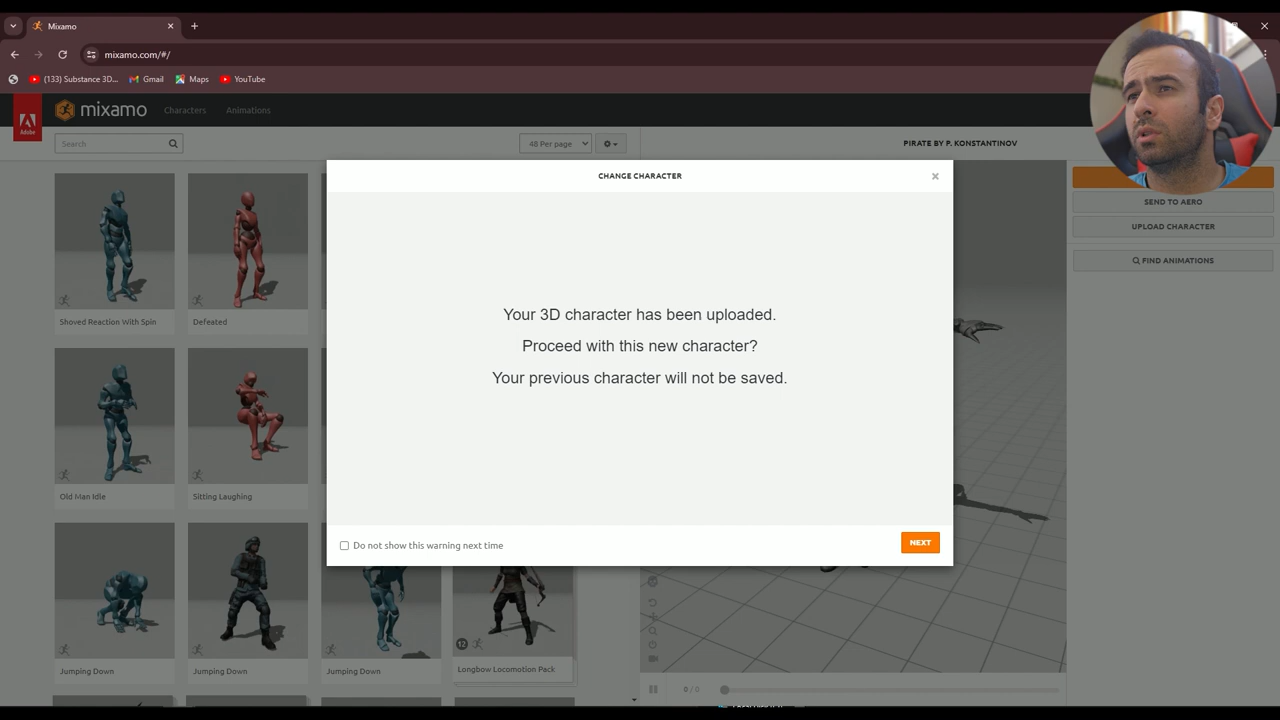 Mixamo
mixamo.com/#/
(133) Substance 3D...
Gmail
Maps
YouTube
Adobe
mixamo
Characters
Animations
Search
48 Per page
PIRATE BY P. KONSTANTINOV
CHANGE CHARACTER
SEND TO AERO
UPLOAD CHARACTER
FIND ANIMATIONS
Your 3D character has been uploaded.
Proceed with this new character?
Your previous character will not be saved.
Shoved Reaction With Spin
Defeated
Old Man Idle
Sitting Laughing
Do not show this warning next time
NEXT
12
Jumping Down
Jumping Down
Jumping Down
Longbow Locomotion Pack
0 / 0